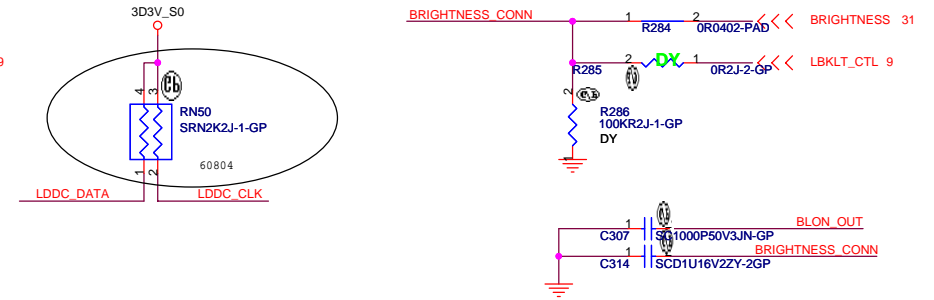 3D3V_S0
9
4
3
RN50
SRN2K2J-1-GP
60804
1
2
LDDC_DATA
LDDC_CLK
BRIGHTNESS_CONN
1
2
R284
0R0402-PAD
BRIGHTNESS 31
R285
2
DY
1
0R2J-2-GP
LBKLT_CTL 9
2
R286
100KR2J-1-GP
DY
1
1
C307
SC1000P50V3JN-GP
BLON_OUT
1
C314
SCD1U16V2ZY-2GP
BRIGHTNESS_CONN